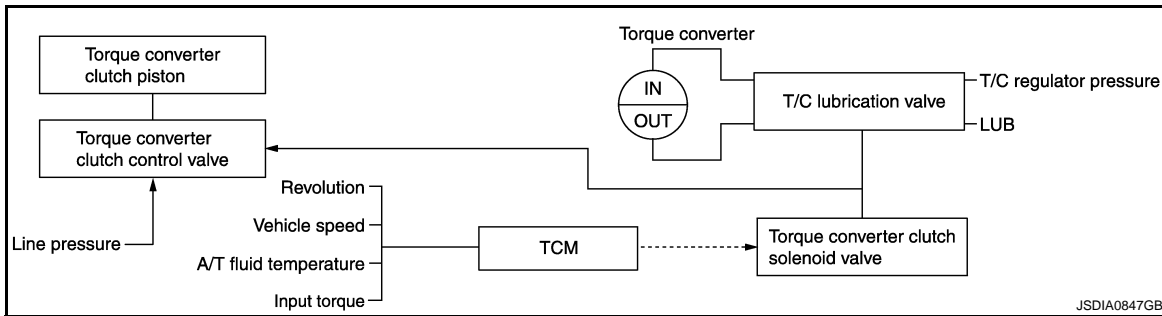 Torque converter
clutch piston
Torque converter
clutch control valve
Line pressure
Revolution
Vehicle speed
A/T fluid temperature
Input torque
TCM
Torque converter
IN
OUT
T/C lubrication valve
T/C regulator pressure
LUB
Torque converter clutch
solenoid valve
JSDIA0847GB